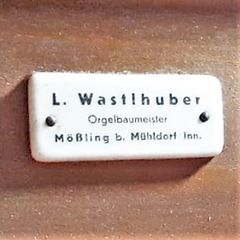 L. Wastlhuber
Orgelbaumeister
Mößling b. Mühldorf Inn.